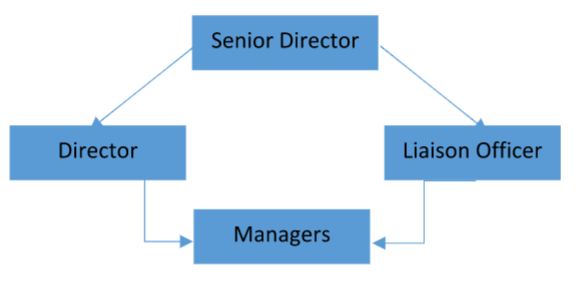 Senior Director
Director
Liaison Officer
Managers